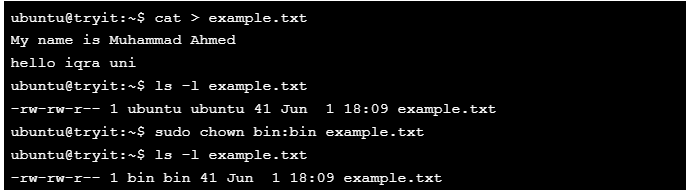 ubuntu@tryit:~$ cat > example.txt
My name is Muhammad Ahmed
hello iqra uni
ubuntu@tryit:~$ ls -l example.txt
-rw-rw-r-- 1 ubuntu ubuntu 41 Jun  1 18:09 example.txt
ubuntu@tryit:~$ sudo chown bin:bin example.txt
ubuntu@tryit:~$ ls -l example.txt
-rw-rw-r-- 1 bin bin 41 Jun  1 18:09 example.txt